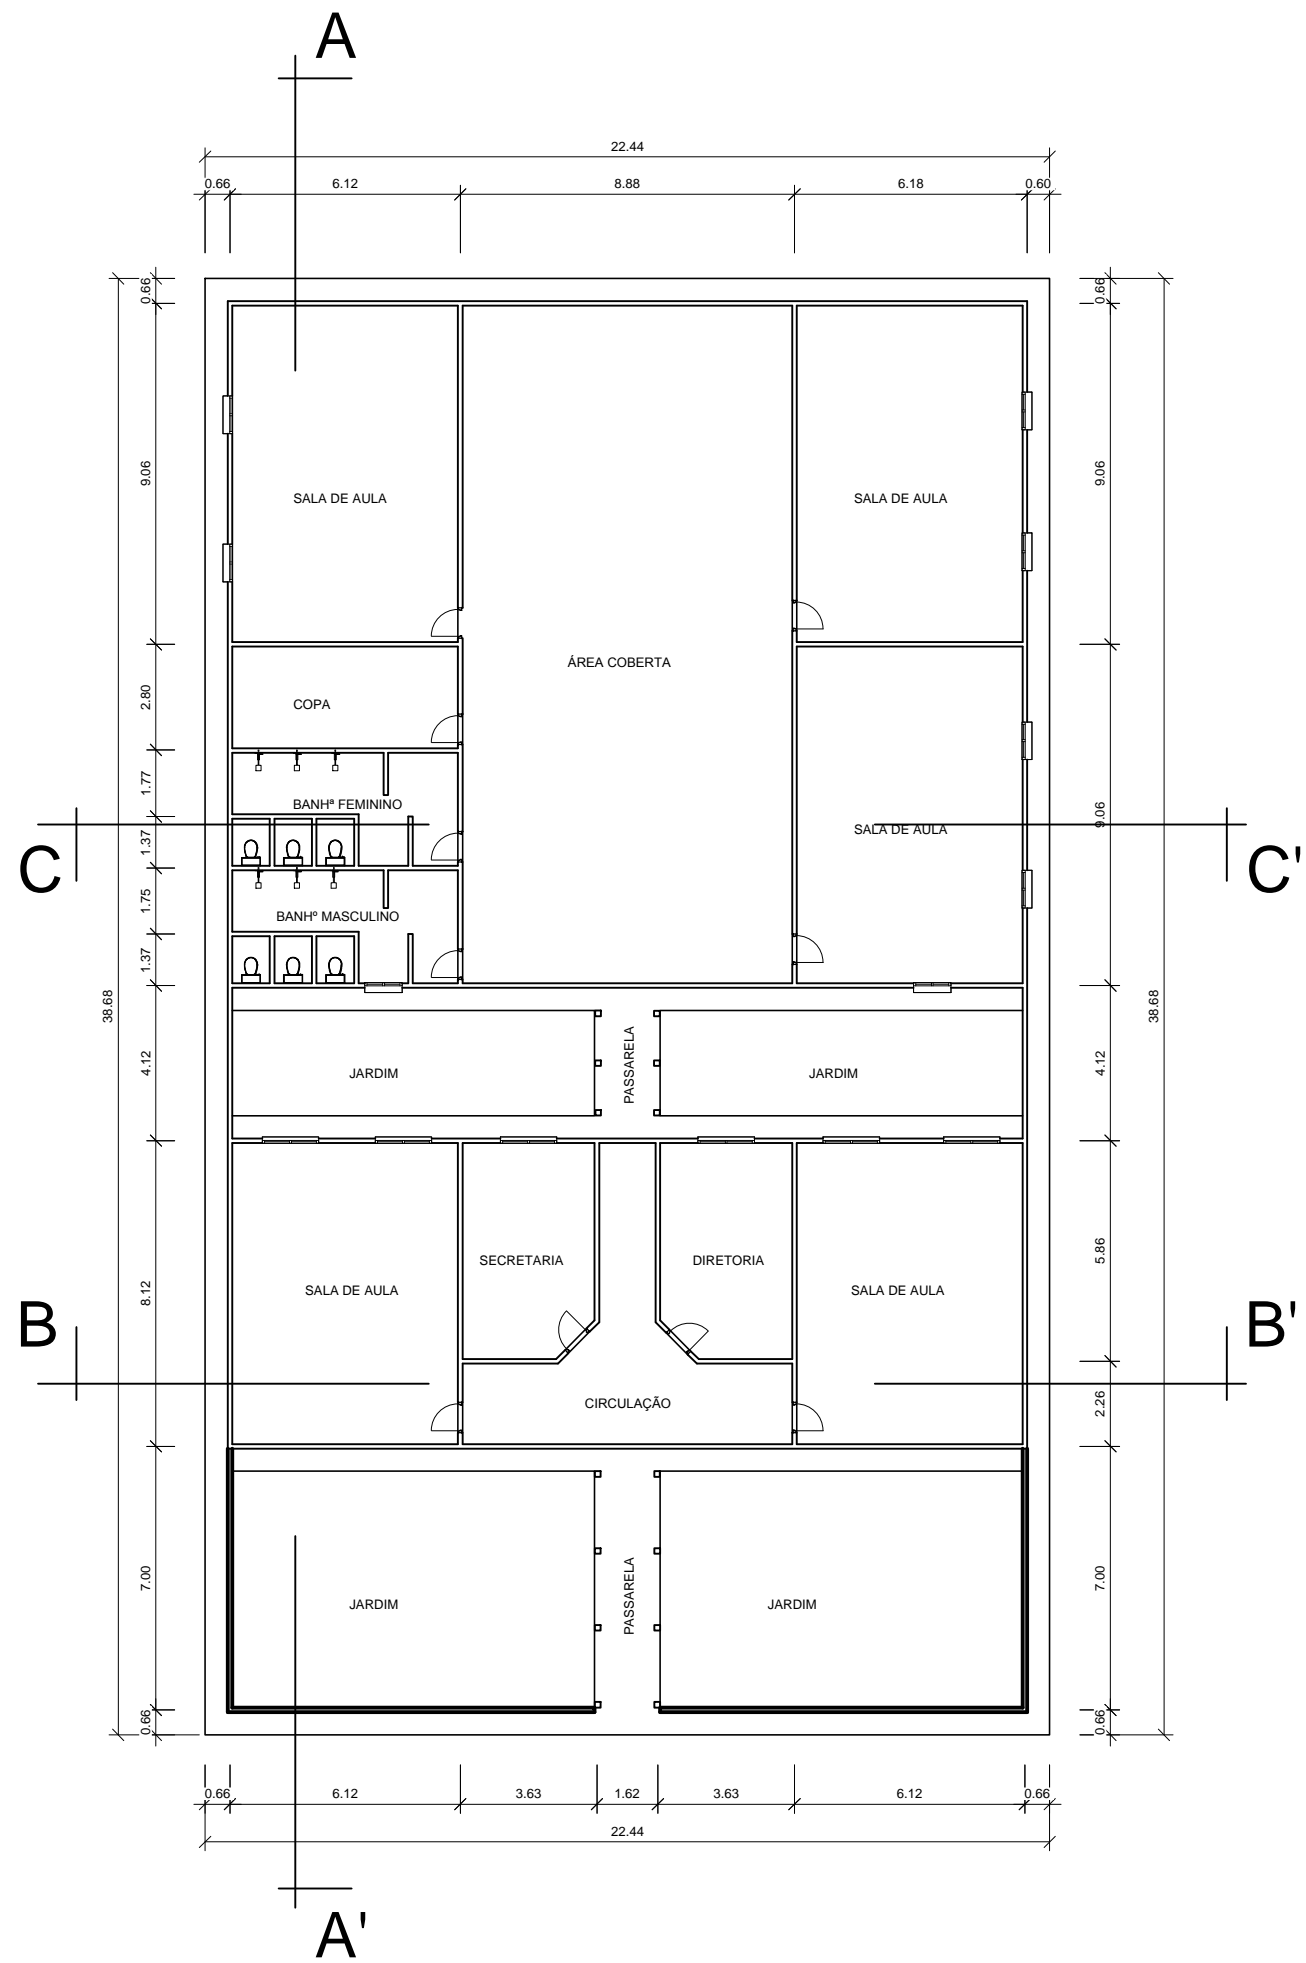 A
22.44
0.66 6.12 8.88 6.18 0.60
0.66
0.66
9.06
9.06
SALA DE AULA
SALA DE AULA
ÁREA COBERTA
2.80
COPA
1.77
BANHª FEMININO
9.06
SALA DE AULA
1.37
C
C'
1.75
BANHº MASCULINO
1.37
38.68
38.68
4.12
JARDIM
PASSARELA
JARDIM
4.12
8.12
SALA DE AULA
SECRETARIA
DIRETORIA
SALA DE AULA
5.86
B
B'
CIRCULAÇÃO
2.26
7.00
JARDIM
PASSARELA
JARDIM
7.00
0.66
0.66
0.66 6.12 3.63 1.62 3.63 6.12 0.66
22.44
A'